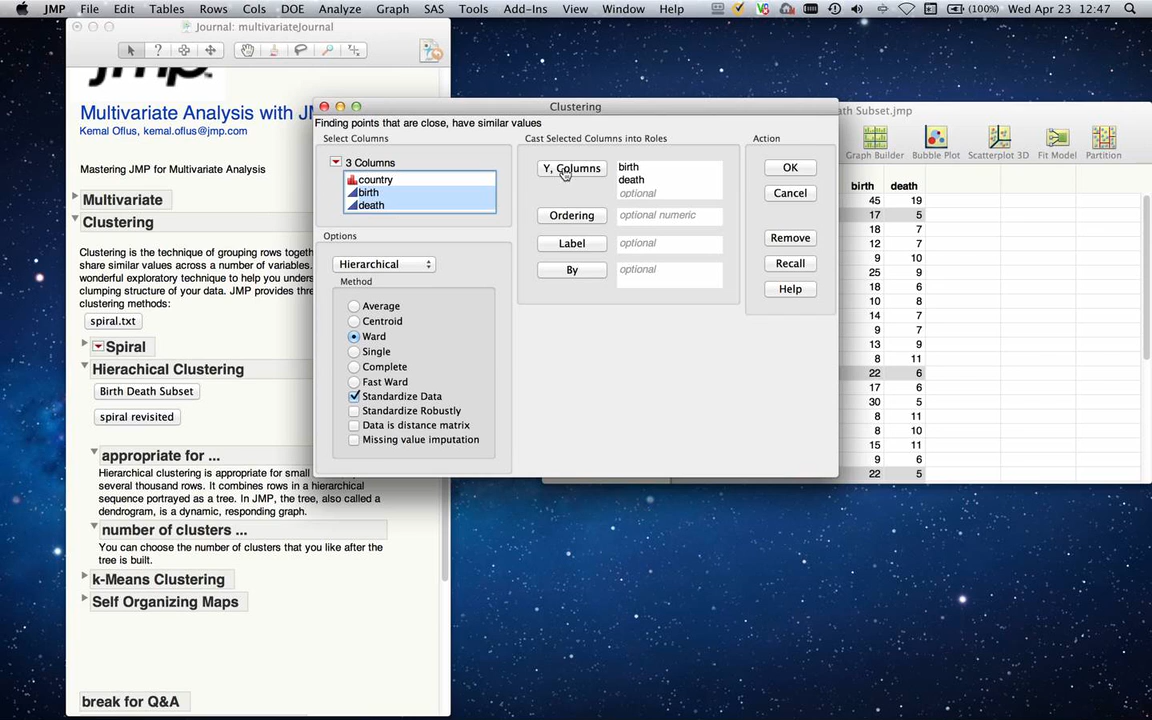 JMP File Edit Tables Rows Cols DOE Analyze Graph SAS Tools Add-Ins View Window Help (100%) Wed Apr 23 12:47
Journal: multivariateJournal
jmp.
Multivariate Analysis with J
Kemal Oflus, kemal.oflus@jmp.com
Mastering JMP for Multivariate Analysis
Multivariate
Clustering
Clustering is the technique of grouping rows togeth
share similar values across a number of variables.
wonderful exploratory technique to help you unders
clumping structure of your data. JMP provides thre
clustering methods:
spiral.txt
Spiral
Hierachical Clustering
Birth Death Subset
spiral revisited
appropriate for ...
Hierarchical clustering is appropriate for small
several thousand rows. It combines rows in a hierarchical
sequence portrayed as a tree. In JMP, the tree, also called a
dendrogram, is a dynamic, responding graph.
number of clusters ...
You can choose the number of clusters that you like after the
tree is built.
k-Means Clustering
Self Organizing Maps
break for Q&A
Clustering
Finding points that are close, have similar values
Select Columns
3 Columns
country
birth
death
Options
Hierarchical
Method
Average
Centroid
Ward
Single
Complete
Fast Ward
Standardize Data
Standardize Robustly
Data is distance matrix
Missing value imputation
Cast Selected Columns into Roles
Y, Columns
birth
death
optional
Ordering optional numeric
Label optional
By optional
Action
OK
Cancel
Remove
Recall
Help
ath Subset.jmp
Graph Builder Bubble Plot Scatterplot 3D Fit Model Partition
birth death
45 19
17 5
18 7
12 7
9 10
25 9
18 6
10 8
14 7
9 7
13 9
8 11
22 6
17 6
30 5
8 11
8 10
15 11
9 6
22 5